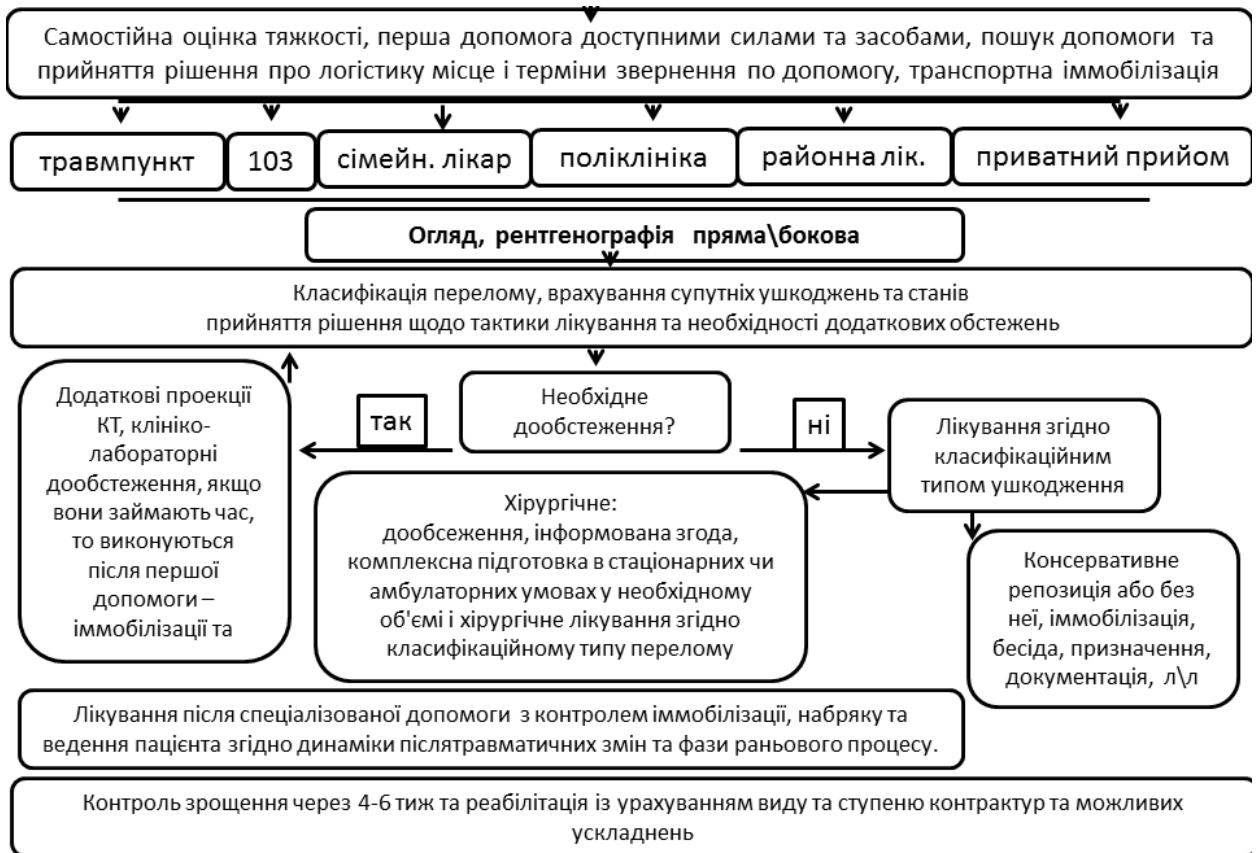 Самостійна оцінка тяжкості, перша допомога доступними силами та засобами, пошук допомоги та
прийняття рішення про логістику місце і терміни звернення по допомогу, транспортна іммобілізація
травмпункт
103
сімейн. лікар
поліклініка
районна лік.
приватний прийом
Огляд, рентгенографія пряма\бокова
Класифікація перелому, врахування супутніх ушкоджень та станів
прийняття рішення щодо тактики лікування та необхідності додаткових обстежень
Необхідне
дообстеження?
так
ні
Додаткові проекції
КТ, клініко-
лабораторні
дообстеження, якщо
вони займають час,
то виконуються
після першої
допомоги –
іммобілізації та
Лікування згідно
класифікаційним
типом ушкодження
Хірургічне:
дообсеження, інформована згода,
комплексна підготовка в стаціонарних чи
амбулаторних умовах у необхідному
об'ємі і хірургічне лікування згідно
класифікаційному типу перелому
Консервативне
репозиція або без
неї, іммобілізація,
бесіда, призначення,
документація, л\л
Лікування після спеціалізованої допомоги з контролем іммобілізації, набряку та
ведення пацієнта згідно динаміки післятравматичних змін та фази раньового процесу.
Контроль зрощення через 4-6 тиж та реабілітація із урахуванням виду та ступеню контрактур та можливих
ускладнень